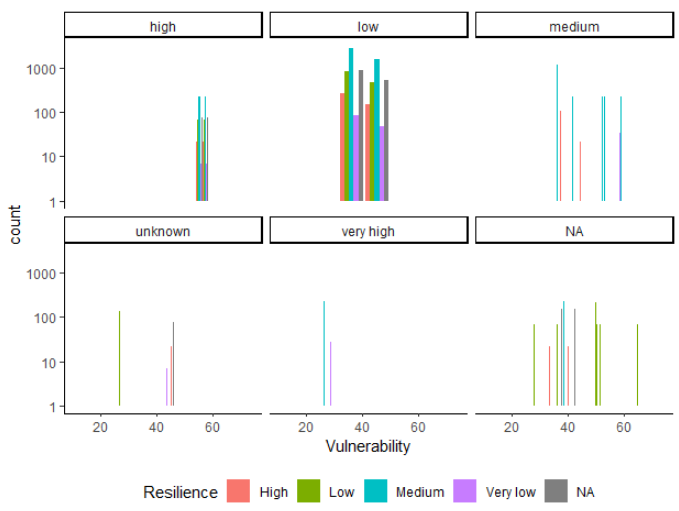 high low medium
1000
100
10
1
count
unknown very high NA
1000
100
10
1
20 40 60 20 40 60 20 40 60
Vulnerability
Resilience High Low Medium Very low NA